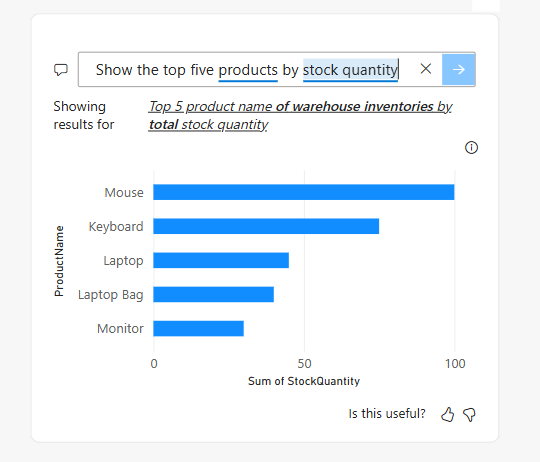 Show the top five products by stock quantity
Showing
results for
Top 5 product name of warehouse inventories by
total stock quantity
ProductName
Mouse
Keyboard
Laptop
Laptop Bag
Monitor
0 50 100
Sum of StockQuantity
Is this useful?